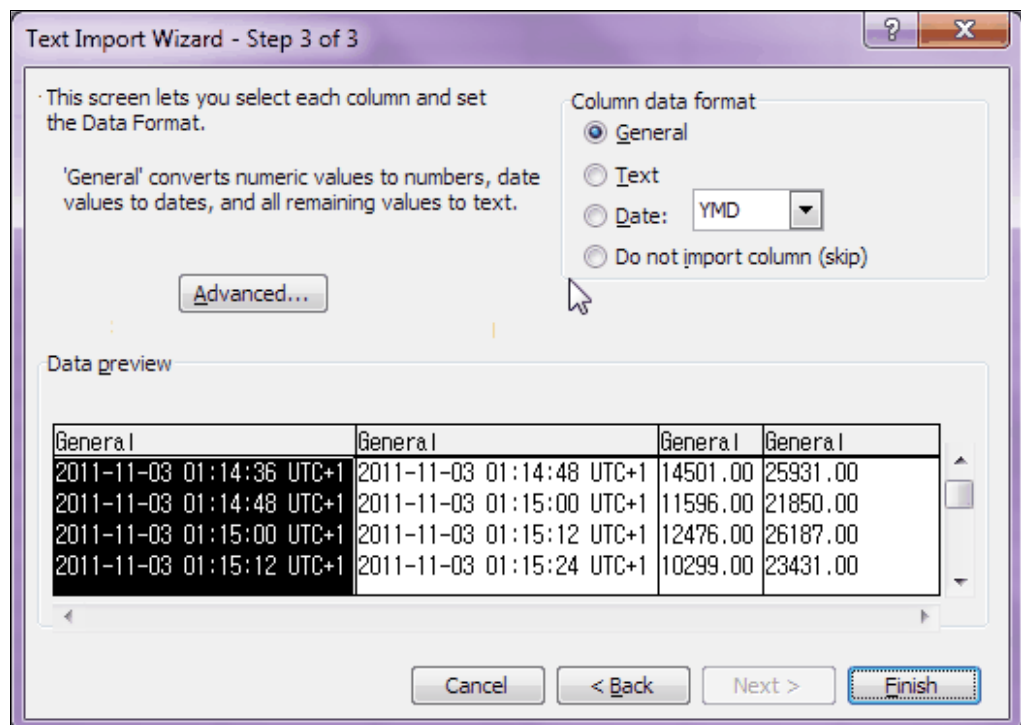 Text Import Wizard - Step 3 of 3
This screen lets you select each column and set
the Data Format.
'General' converts numeric values to numbers, date
values to dates, and all remaining values to text.
Advanced...
Column data format
General
Text
Date: YMD
Do not import column (skip)
Data preview
General General General General
2011-11-03 01:14:36 UTC+1 2011-11-03 01:14:48 UTC+1 14501.00 25931.00
2011-11-03 01:14:48 UTC+1 2011-11-03 01:15:00 UTC+1 11596.00 21850.00
2011-11-03 01:15:00 UTC+1 2011-11-03 01:15:12 UTC+1 12476.00 26187.00
2011-11-03 01:15:12 UTC+1 2011-11-03 01:15:24 UTC+1 10299.00 23431.00
Cancel < Back Next > Finish